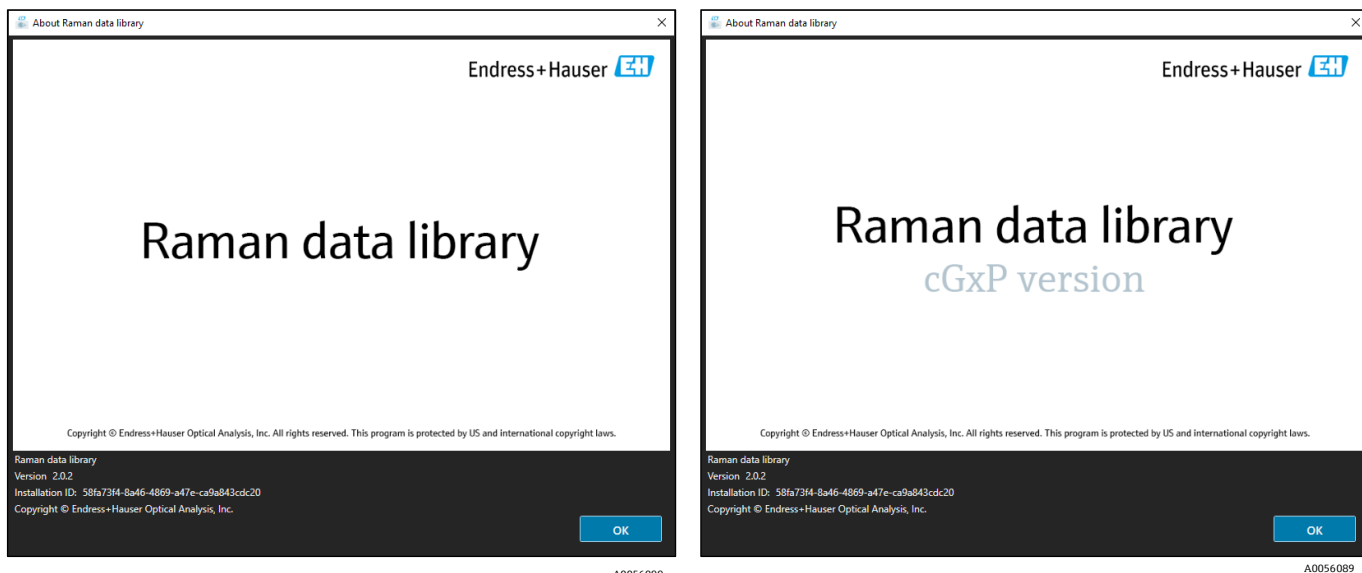 About Raman data library
Endress+Hauser EH
Raman data library
Copyright © Endress+Hauser Optical Analysis, Inc. All rights reserved. This program is protected by US and international copyright laws.
Raman data library
Version 2.0.2
Installation ID: 58fa73f4-8a46-4869-a47e-ca9a843cdc20
Copyright © Endress+Hauser Optical Analysis, Inc.
OK
About Raman data library
Endress+Hauser EH
Raman data library
cGxP version
Copyright © Endress+Hauser Optical Analysis, Inc. All rights reserved. This program is protected by US and international copyright laws.
Raman data library
Version 2.0.2
Installation ID: 58fa73f4-8a46-4869-a47e-ca9a843cdc20
Copyright © Endress+Hauser Optical Analysis, Inc.
OK
A0056089